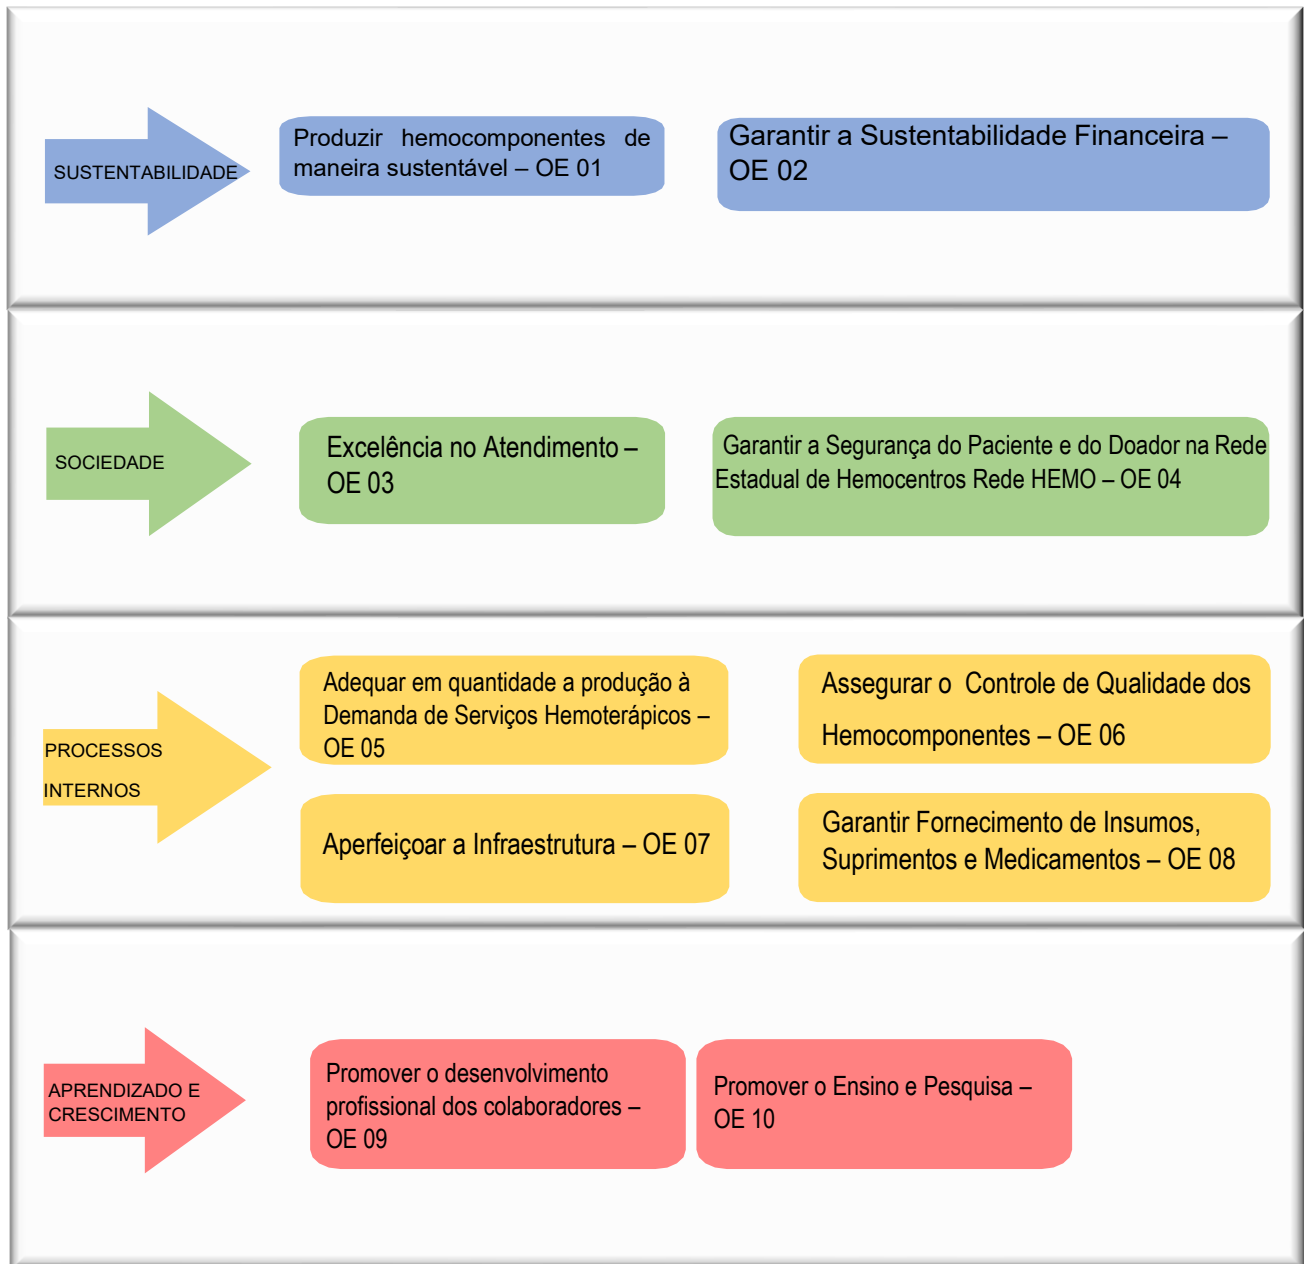 SUSTENTABILIDADE
Produzir hemocomponentes de
maneira sustentável – OE 01
Garantir a Sustentabilidade Financeira –
OE 02
SOCIEDADE
Excelência no Atendimento –
OE 03
Garantir a Segurança do Paciente e do Doador na Rede
Estadual de Hemocentros Rede HEMO – OE 04
PROCESSOS
INTERNOS
Adequar em quantidade a produção à
Demanda de Serviços Hemoterápicos –
OE 05
Assegurar o Controle de Qualidade dos
Hemocomponentes – OE 06
Aperfeiçoar a Infraestrutura – OE 07
Garantir Fornecimento de Insumos,
Suprimentos e Medicamentos – OE 08
APRENDIZADO E
CRESCIMENTO
Promover o desenvolvimento
profissional dos colaboradores –
OE 09
Promover o Ensino e Pesquisa –
OE 10